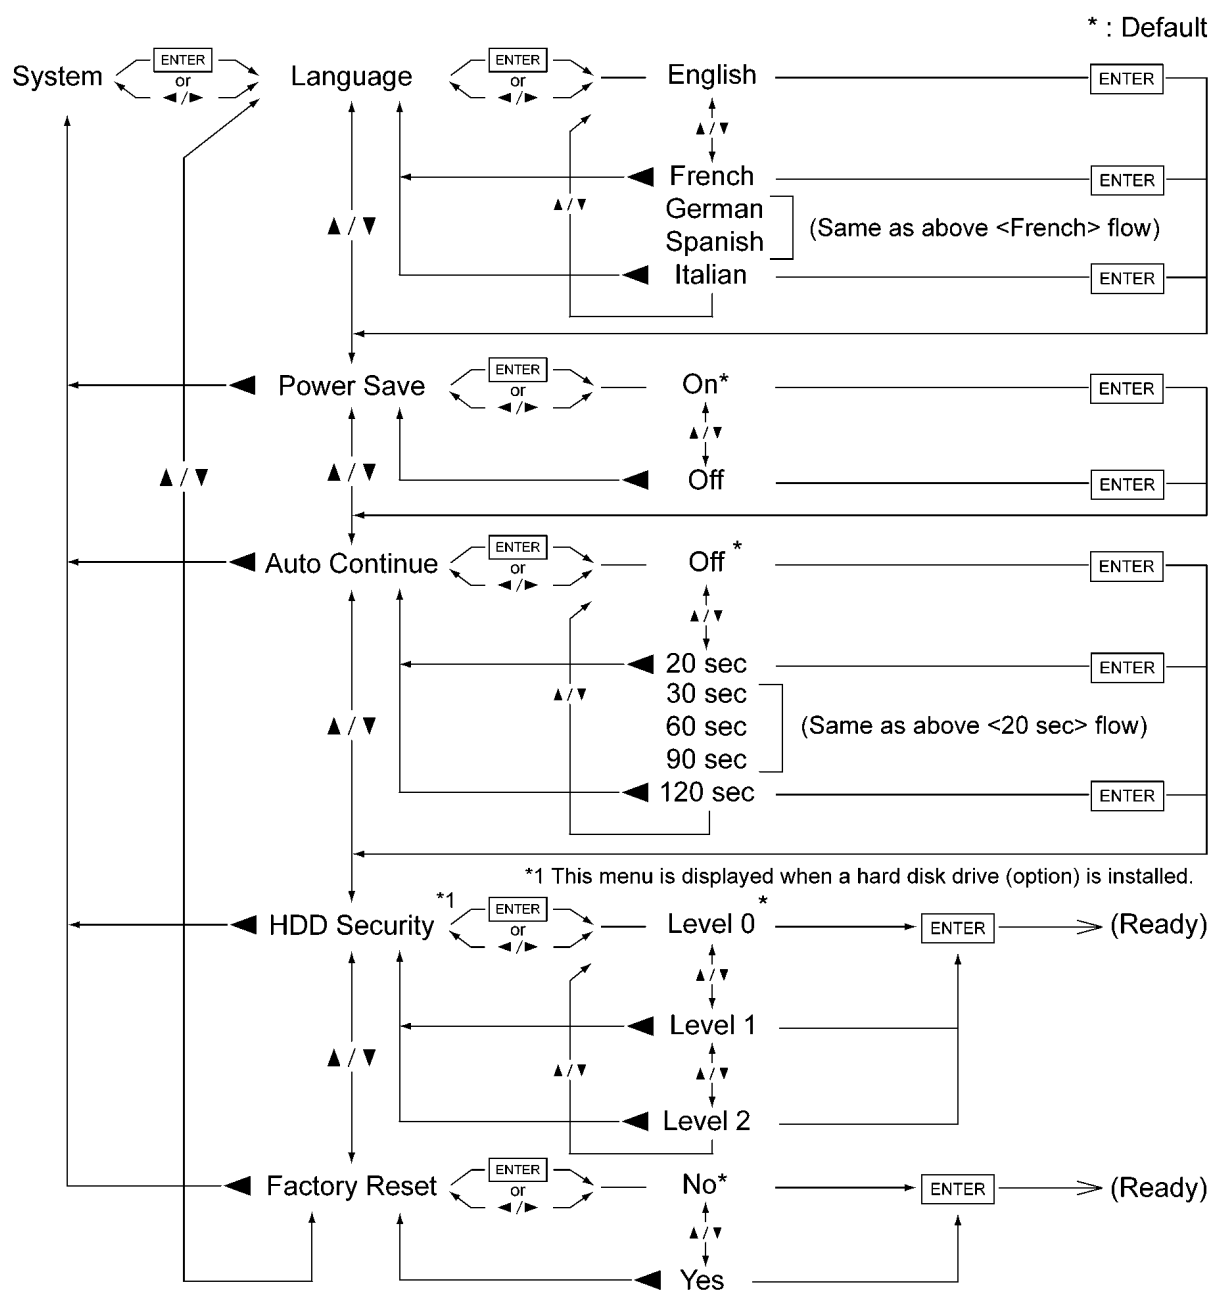 * : Default
System ENTER or ◄/► Language ENTER or ◄/► English ENTER
▲/▼
◄ French ENTER
▲/▼
German
▲/▼ (Same as above <French> flow)
Spanish
◄ Italian ENTER
◄ Power Save ENTER or ◄/► On* ENTER
▲/▼
▲/▼ ▲/▼ ◄ Off ENTER
◄ Auto Continue ENTER or ◄/► Off * ENTER
▲/▼
◄ 20 sec ENTER
▲/▼ 30 sec
▲/▼ 60 sec (Same as above <20 sec> flow)
90 sec
◄ 120 sec ENTER
*1 This menu is displayed when a hard disk drive (option) is installed.
◄ HDD Security *1 ENTER or ◄/► Level 0 * ENTER (Ready)
▲/▼
◄ Level 1
▲/▼ ▲/▼ ▲/▼
◄ Level 2
◄ Factory Reset ENTER or ◄/► No* ENTER (Ready)
▲/▼
◄ Yes